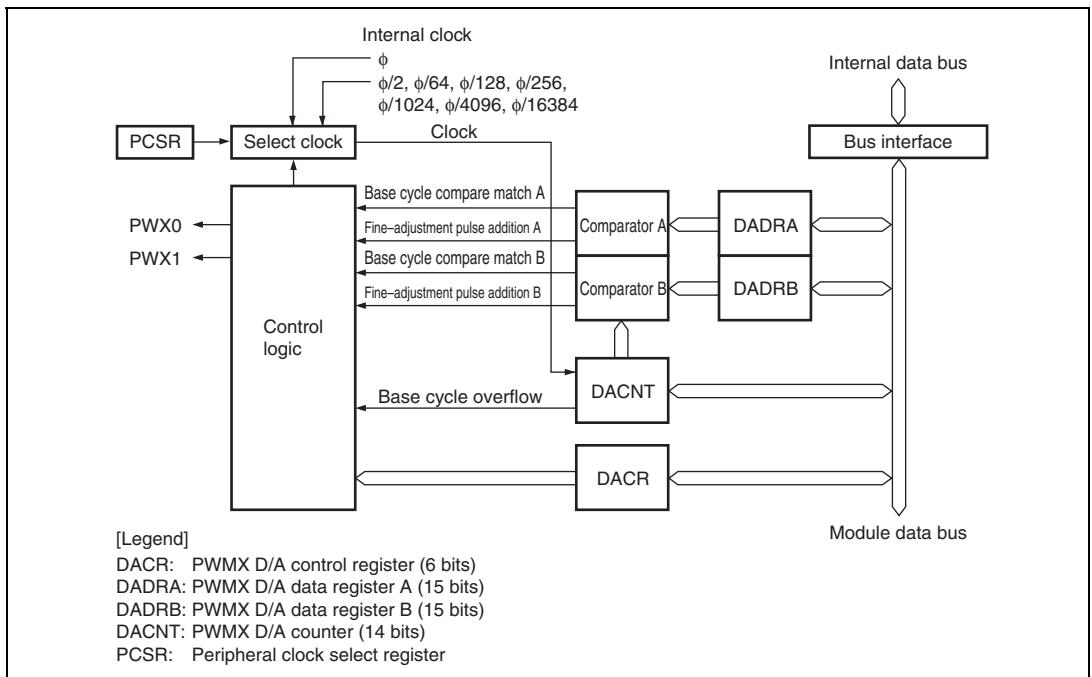 Internal clock
ϕ
ϕ/2, ϕ/64, ϕ/128, ϕ/256,
ϕ/1024, ϕ/4096, ϕ/16384
Internal data bus
PCSR
Select clock
Clock
Bus interface
Base cycle compare match A
Fine–adjustment pulse addition A
Base cycle compare match B
Fine–adjustment pulse addition B
PWX0
PWX1
Comparator A
DADRA
Comparator B
DADRB
Control
logic
DACNT
Base cycle overflow
DACR
Module data bus
[Legend]
DACR: PWMX D/A control register (6 bits)
DADRA: PWMX D/A data register A (15 bits)
DADRB: PWMX D/A data register B (15 bits)
DACNT: PWMX D/A counter (14 bits)
PCSR: Peripheral clock select register